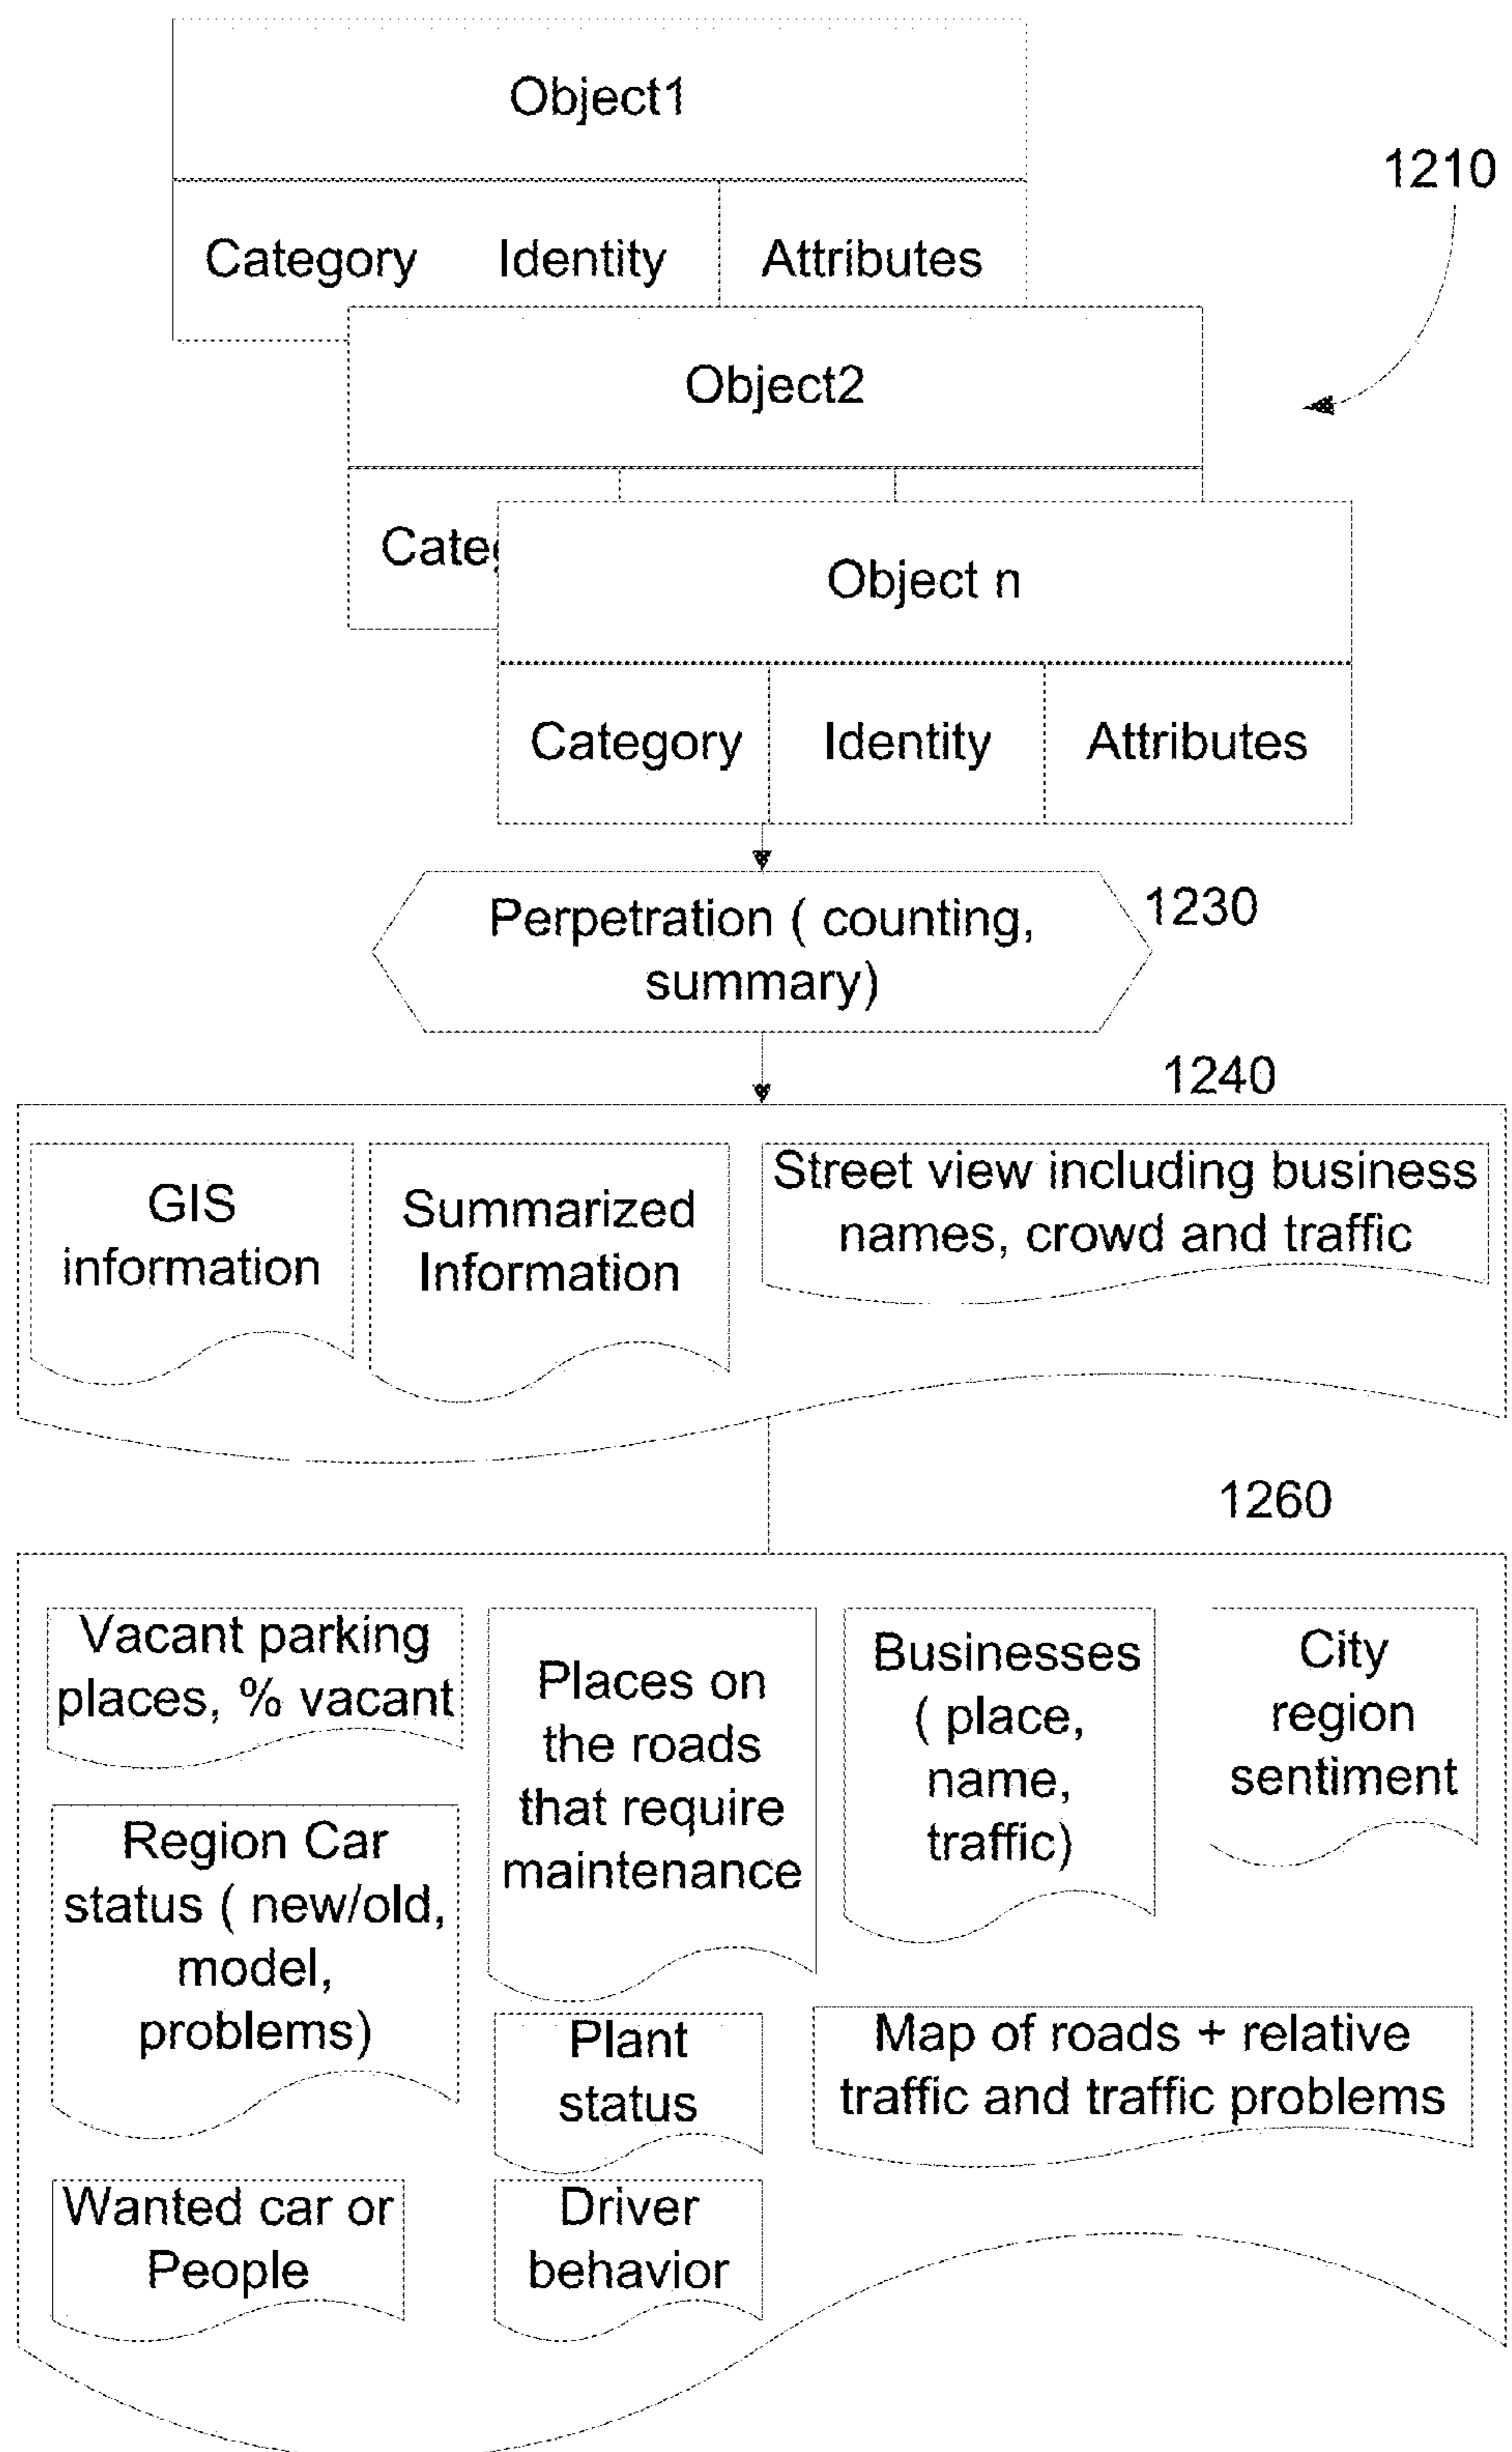 Object1
1210
Category Identity Attributes
Object2
Object n
Category Identity Attributes
Perpetration ( counting,
summary)
1230
1240
GIS
information
Summarized
Information
Street view including business
names, crowd and traffic
1260
Vacant parking
places, % vacant
Places on
the roads
that require
maintenance
Businesses
( place,
name,
traffic)
City
region
sentiment
Region Car
status ( new/old,
model,
problems)
Plant
status
Map of roads + relative
traffic and traffic problems
Wanted car or
People
Driver
behavior